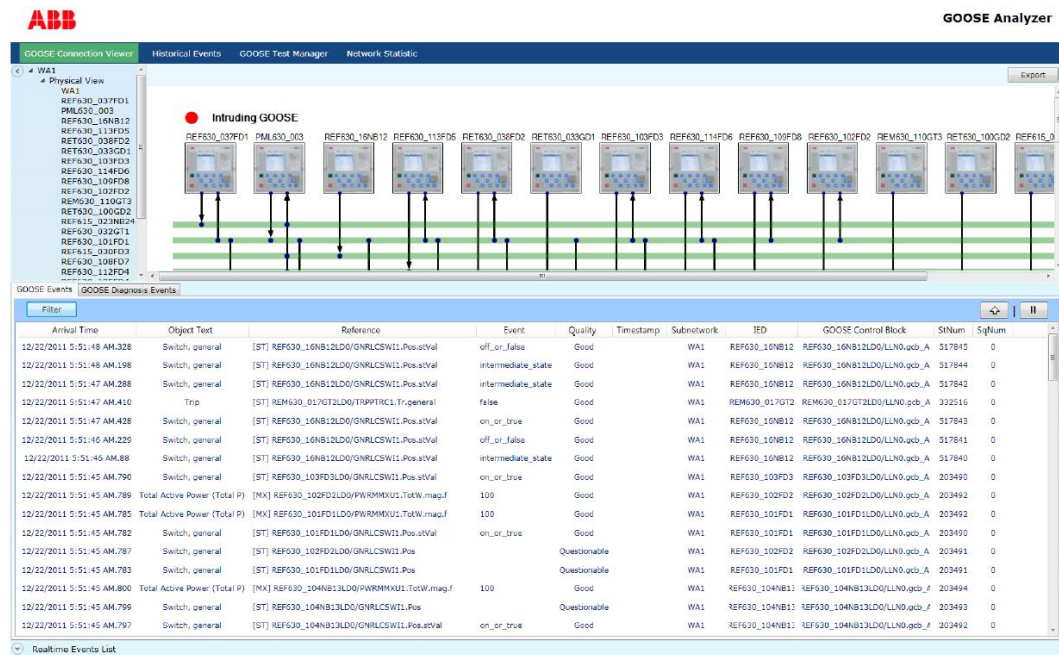 ABB
GOOSE Analyzer
GOOSE Connection Viewer Historical Events GOOSE Test Manager Network Statistic
WA1
Physical View
WA1
REF630_037FD1
PML630_003
REF630_16NB12
REF630_113FD5
RET630_038FD2
RET630_033GD1
REF630_103FD3
REF630_114FD6
REF630_109FD8
REF630_102FD2
REM630_110GT3
RET630_100GD2
RET615_023NB24
REF630_032GT1
REF630_101FD1
REF615_030FD3
REF630_108FD7
REF630_112FD4
Export
Intruding GOOSE
REF630_037FD1 PML630_003 REF630_16NB12 REF630_113FD5 RET630_038FD2 RET630_033GD1 REF630_103FD3 REF630_114FD6 REF630_109FD8 REF630_102FD2 REM630_110GT3 RET630_100GD2 REF615_0
GOOSE Events GOOSE Diagnosis Events
Filter
Arrival Time Object Text Reference Event Quality Timestamp Subnetwork IED GOOSE Control Block StNum SqNum
12/22/2011 5:51:48 AM.328 Switch, general [ST] REF630_16NB12LD0/GNRLCSWI1.Pos.stVal off_or_false Good WA1 REF630_16NB12 REF630_16NB12LD0/LLN0.gcb_A 517845 0
12/22/2011 5:51:48 AM.198 Switch, general [ST] REF630_16NB12LD0/GNRLCSWI1.Pos.stVal intermediate_state Good WA1 REF630_16NB12 REF630_16NB12LD0/LLN0.gcb_A 517844 0
12/22/2011 5:51:47 AM.288 Switch, general [ST] REF630_16NB12LD0/GNRLCSWI1.Pos.stVal intermediate_state Good WA1 REF630_16NB12 REF630_16NB12LD0/LLN0.gcb_A 517842 0
12/22/2011 5:51:47 AM.410 Trip [ST] REM630_017GT2LD0/TRPPTRC1.Tr.general false Good WA1 REM630_017GT2 REM630_017GT2LD0/LLN0.gcb_A 332516 0
12/22/2011 5:51:47 AM.428 Switch, general [ST] REF630_16NB12LD0/GNRLCSWI1.Pos.stVal on_or_true Good WA1 REF630_16NB12 REF630_16NB12LD0/LLN0.gcb_A 517843 0
12/22/2011 5:51:46 AM.229 Switch, general [ST] REF630_16NB12LD0/GNRLCSWI1.Pos.stVal off_or_false Good WA1 REF630_16NB12 REF630_16NB12LD0/LLN0.gcb_A 517841 0
12/22/2011 5:51:46 AM.88 Switch, general [ST] REF630_16NB12LD0/GNRLCSWI1.Pos.stVal intermediate_state Good WA1 REF630_16NB12 REF630_16NB12LD0/LLN0.gcb_A 517840 0
12/22/2011 5:51:45 AM.790 Switch, general [ST] REF630_103FD3LD0/GNRLCSWI1.Pos.stVal on_or_true Good WA1 REF630_103FD3 REF630_103FD3LD0/LLN0.gcb_A 203490 0
12/22/2011 5:51:45 AM.789 Total Active Power (Total P) [MX] REF630_102FD2LD0/PWRMMXU1.TotW.mag.f 100 Good WA1 REF630_102FD2 REF630_102FD2LD0/LLN0.gcb_A 203492 0
12/22/2011 5:51:45 AM.785 Total Active Power (Total P) [MX] REF630_101FD1LD0/PWRMMXU1.TotW.mag.f 100 Good WA1 REF630_101FD1 REF630_101FD1LD0/LLN0.gcb_A 203492 0
12/22/2011 5:51:45 AM.782 Switch, general [ST] REF630_101FD1LD0/GNRLCSWI1.Pos.stVal on_or_true Good WA1 REF630_101FD1 REF630_101FD1LD0/LLN0.gcb_A 203490 0
12/22/2011 5:51:45 AM.787 Switch, general [ST] REF630_102FD2LD0/GNRLCSWI1.Pos Questionable WA1 REF630_102FD2 REF630_102FD2LD0/LLN0.gcb_A 203491 0
12/22/2011 5:51:45 AM.783 Switch, general [ST] REF630_101FD1LD0/GNRLCSWI1.Pos Questionable WA1 REF630_101FD1 REF630_101FD1LD0/LLN0.gcb_A 203491 0
12/22/2011 5:51:45 AM.800 Total Active Power (Total P) [MX] REF630_104NB13LD0/PWRMMXU1.TotW.mag.f 100 Good WA1 REF630_104NB13 REF630_104NB13LD0/LLN0.gcb_A 203494 0
12/22/2011 5:51:45 AM.799 Switch, general [ST] REF630_104NB13LD0/GNRLCSWI1.Pos Questionable WA1 REF630_104NB13 REF630_104NB13LD0/LLN0.gcb_A 203493 0
12/22/2011 5:51:45 AM.797 Switch, general [ST] REF630_104NB13LD0/GNRLCSWI1.Pos.stVal on_or_true Good WA1 REF630_104NB13 REF630_104NB13LD0/LLN0.gcb_A 203492 0
Realtime Events List